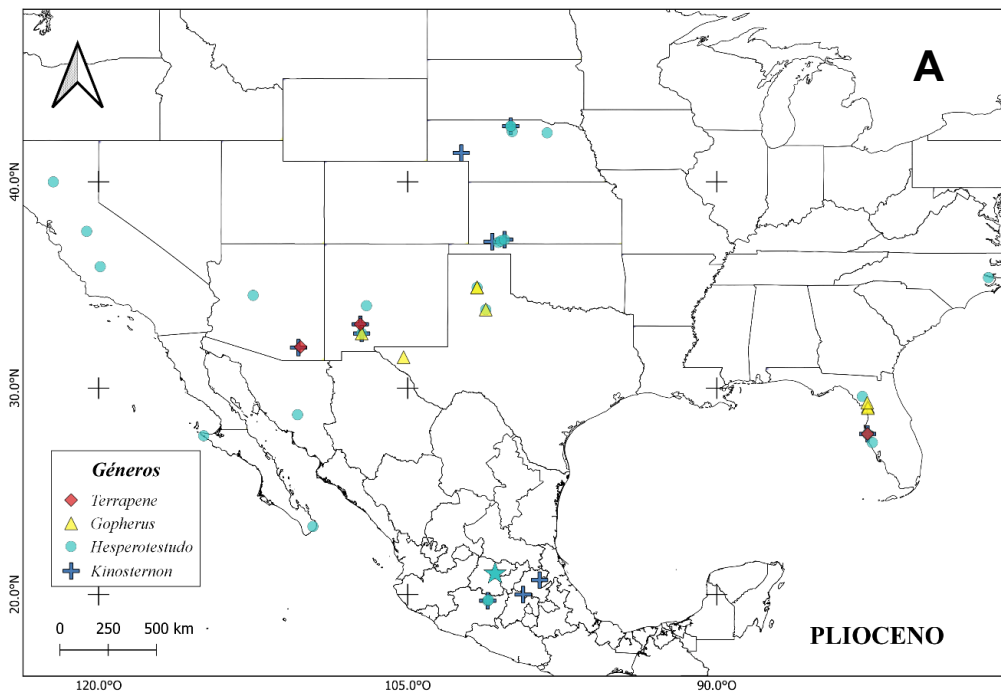 A
40.0°N
30.0°N
20.0°N
Géneros
Terrapene
Gopherus
Hesperotestudo
Kinosternon
0 250 500 km
PLIOCENO
120.0°O 105.0°O 90.0°O